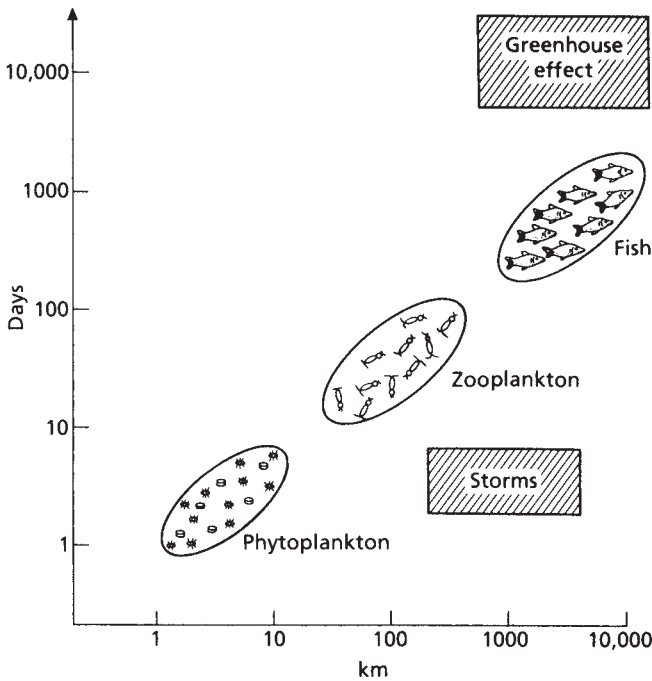 Greenhouse
effect
10,000
1000
Fish
100
Days
Zooplankton
10
Storms
Phytoplankton
1
1 10 100 1000 10,000
km